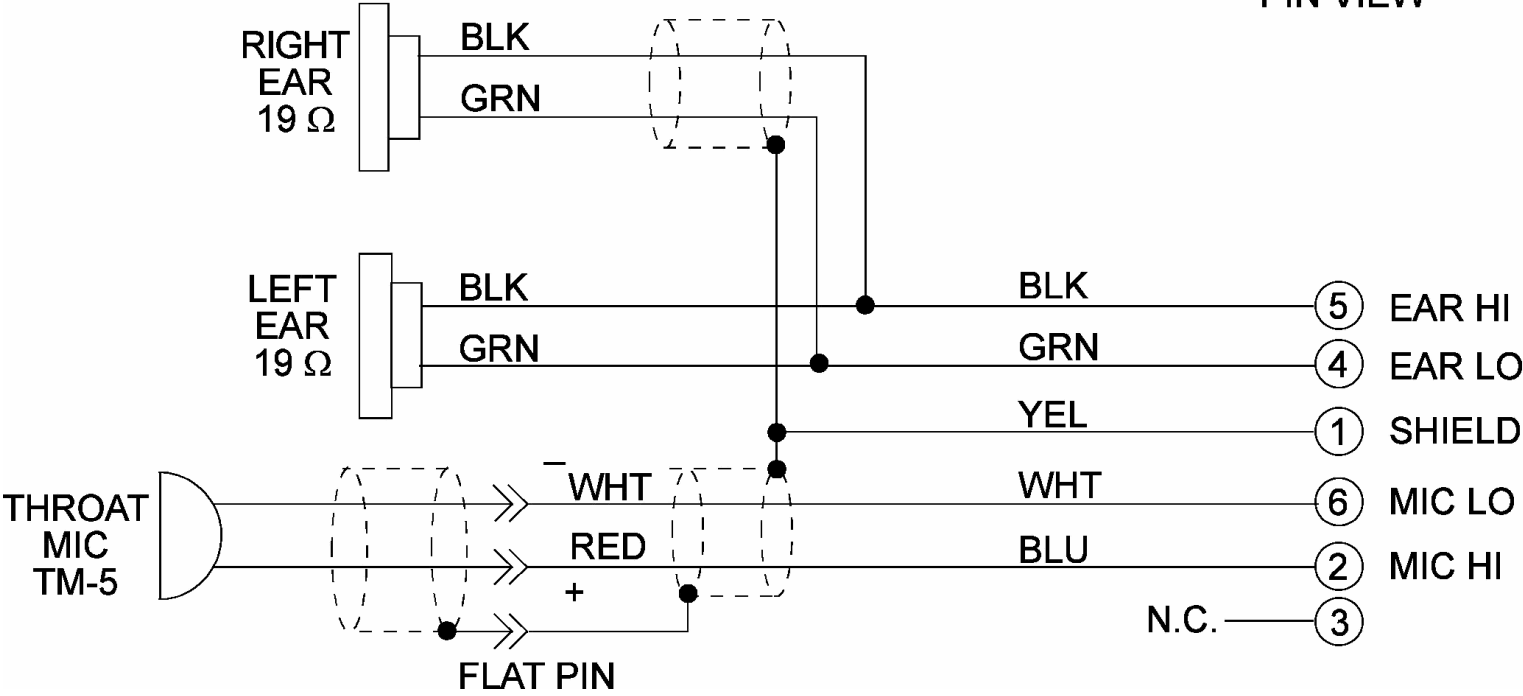 PIN VIEW
RIGHT
EAR
19 Ω
BLK
GRN
LEFT
EAR
19 Ω
BLK
GRN
BLK
5 EAR HI
GRN
4 EAR LO
YEL
1 SHIELD
THROAT
MIC
TM-5
–
WHT
WHT
6 MIC LO
RED
+
BLU
2 MIC HI
N.C.
3
FLAT PIN